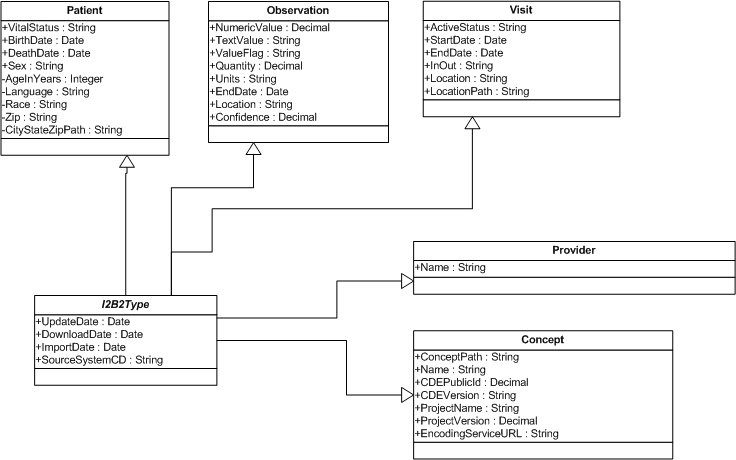 Patient
+VitalStatus : String
+BirthDate : Date
+DeathDate : Date
+Sex : String
-AgeInYears : Integer
-Language : String
-Race : String
-Zip : String
-CityStateZipPath : String
Observation
+NumericValue : Decimal
+TextValue : String
+ValueFlag : String
+Quantity : Decimal
+Units : String
+EndDate : Date
+Location : String
+Confidence : Decimal
Visit
+ActiveStatus : String
+StartDate : Date
+EndDate : Date
+InOut : String
+Location : String
+LocationPath : String
Provider
+Name : String
I2B2Type
+UpdateDate : Date
+DownloadDate : Date
+ImportDate : Date
+SourceSystemCD : String
Concept
+ConceptPath : String
+Name : String
+CDEPublicId : Decimal
+CDEVersion : String
+ProjectName : String
+ProjectVersion : Decimal
+EncodingServiceURL : String